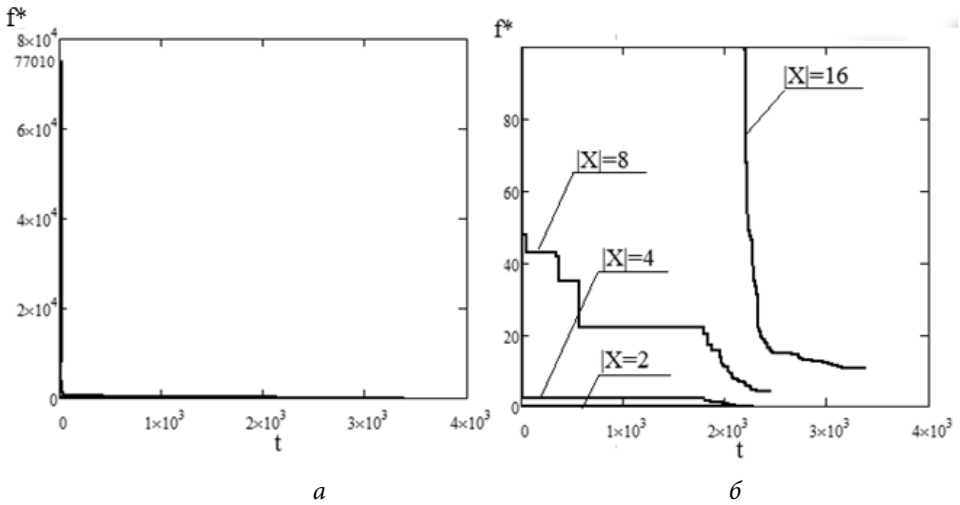 f*
8×10⁴
77010
6×10⁴
4×10⁴
2×10⁴
0
0 1×10³ 2×10³ 3×10³ 4×10³
t
а
f*
80
60
40
20
0
|X|=16
|X|=8
|X|=4
|X=2
0 1×10³ 2×10³ 3×10³ 4×10³
t
б